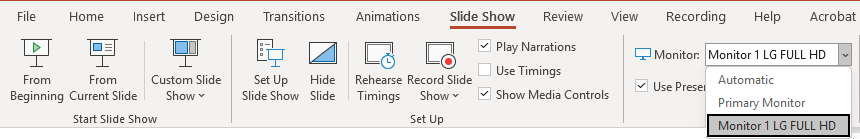 File Home Insert Design Transitions Animations Slide Show Review View Recording Help Acrobat
From Beginning
From Current Slide
Custom Slide Show
Set Up Slide Show
Hide Slide
Rehearse Timings
Record Slide Show
Play Narrations
Use Timings
Show Media Controls
Monitor: Monitor 1 LG FULL HD
Use Prese
Automatic
Primary Monitor
Monitor 1 LG FULL HD
Start Slide Show
Set Up